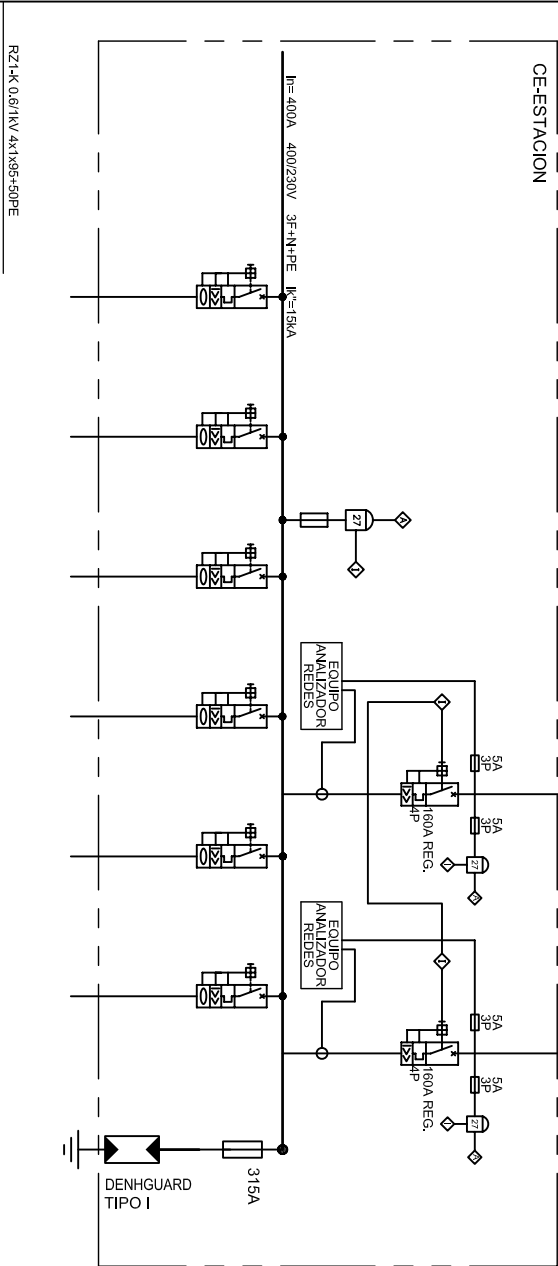 CE-ESTACION
In= 400A 400/230V 3F+N+PE Ik"=15kA
RZ1-K 0.6/1kV 4x1x95+50PE
27
A
I
EQUIPO
ANALIZADOR
REDES
I
5A
3P
5A
3P
160A REG.
4P
27
I
A
EQUIPO
ANALIZADOR
REDES
I
5A
3P
5A
3P
160A REG.
4P
27
I
A
315A
DENHGUARD
TIPO I